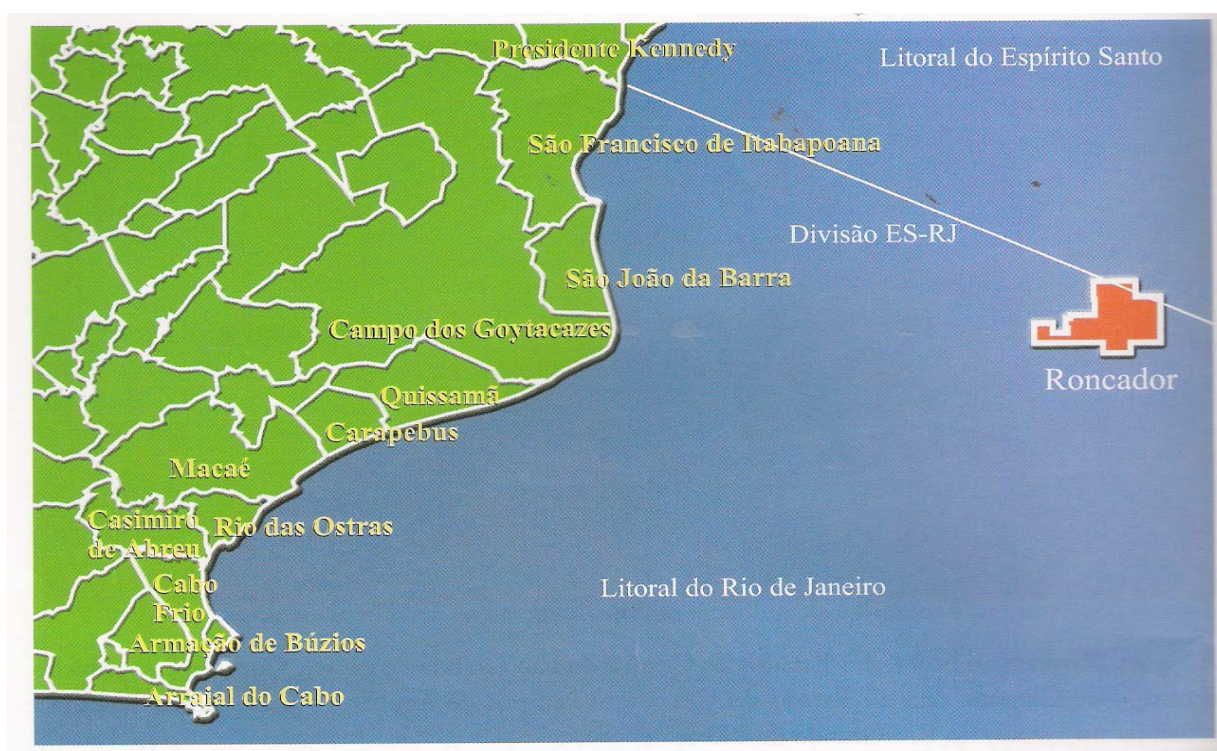 Presidente Kennedy
Litoral do Espírito Santo
São Francisco de Itabapoana
Divisão ES-RJ
São João da Barra
Campo dos Goytacazes
Roncador
Quissamã
Carapebus
Macaé
Casimiro
de Abreu
Rio das Ostras
Cabo
Frio
Litoral do Rio de Janeiro
Armação de Búzios
Arraial do Cabo